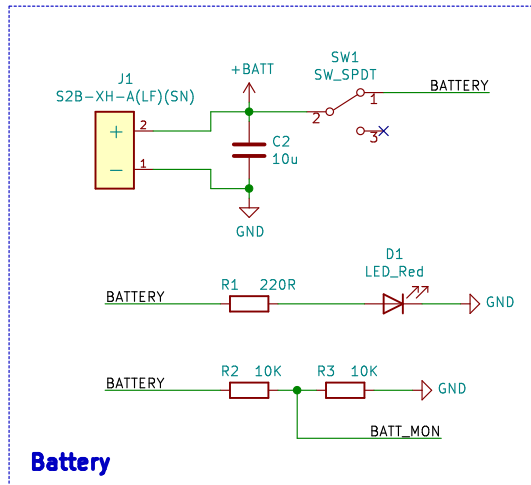 J1
S2B-XH-A(LF)(SN)
+
2
−
1
+BATT
C2
10u
GND
SW1
SW_SPDT
2
1
3
BATTERY
BATTERY
R1 220R
D1
LED_Red
GND
BATTERY
R2 10K
R3 10K
GND
BATT_MON
Battery